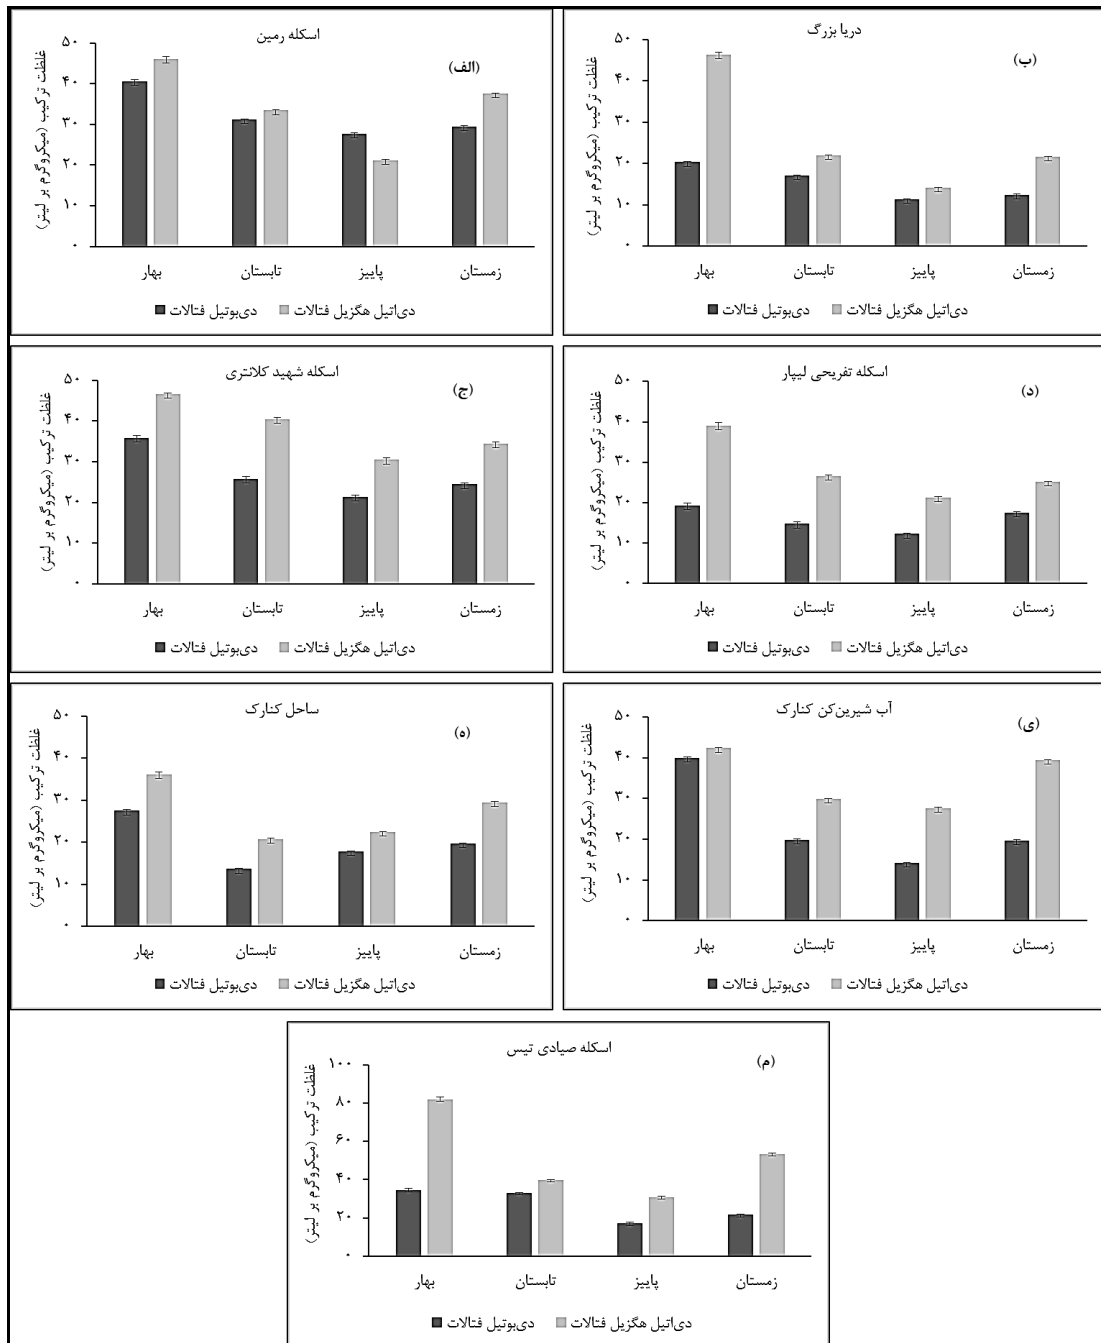 اسکله رمین
(الف)
غلظت ترکیب (میکروگرم بر لیتر)
۵۰
۴۰
۳۰
۲۰
۱۰
۰
بهار تابستان پاییز زمستان
دی‌بوتیل فتالات دی‌اتیل هگزیل فتالات
دریا بزرگ
(ب)
غلظت ترکیب (میکروگرم بر لیتر)
۵۰
۴۰
۳۰
۲۰
۱۰
۰
بهار تابستان پاییز زمستان
دی‌بوتیل فتالات دی‌اتیل هگزیل فتالات
اسکله شهید کلانتری
(ج)
غلظت ترکیب (میکروگرم بر لیتر)
۵۰
۴۰
۳۰
۲۰
۱۰
۰
بهار تابستان پاییز زمستان
دی‌بوتیل فتالات دی‌اتیل هگزیل فتالات
اسکله تفریحی لیپار
(د)
غلظت ترکیب (میکروگرم بر لیتر)
۵۰
۴۰
۳۰
۲۰
۱۰
۰
بهار تابستان پاییز زمستان
دی‌بوتیل فتالات دی‌اتیل هگزیل فتالات
ساحل کنارک
(ه)
غلظت ترکیب (میکروگرم بر لیتر)
۵۰
۴۰
۳۰
۲۰
۱۰
۰
بهار تابستان پاییز زمستان
دی‌بوتیل فتالات دی‌اتیل هگزیل فتالات
آب شیرین‌کن کنارک
(ی)
غلظت ترکیب (میکروگرم بر لیتر)
۵۰
۴۰
۳۰
۲۰
۱۰
۰
بهار تابستان پاییز زمستان
دی‌بوتیل فتالات دی‌اتیل هگزیل فتالات
اسکله صیادی تیس
(م)
غلظت ترکیب (میکروگرم بر لیتر)
۱۰۰
۸۰
۶۰
۴۰
۲۰
۰
بهار تابستان پاییز زمستان
دی‌بوتیل فتالات دی‌اتیل هگزیل فتالات